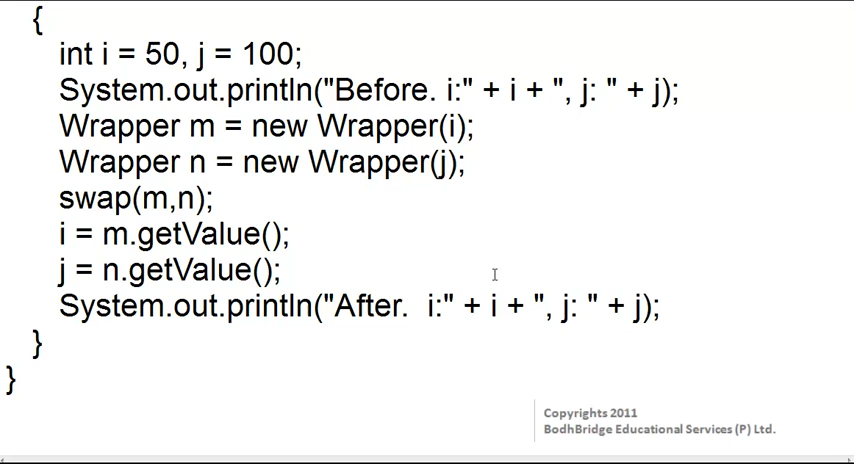 {
int i = 50, j = 100;
System.out.println("Before. i:" + i + ", j: " + j);
Wrapper m = new Wrapper(i);
Wrapper n = new Wrapper(j);
swap(m,n);
i = m.getValue();
j = n.getValue();
System.out.println("After.  i:" + i + ", j: " + j);
}
}
Copyrights 2011
BodhBridge Educational Services (P) Ltd.